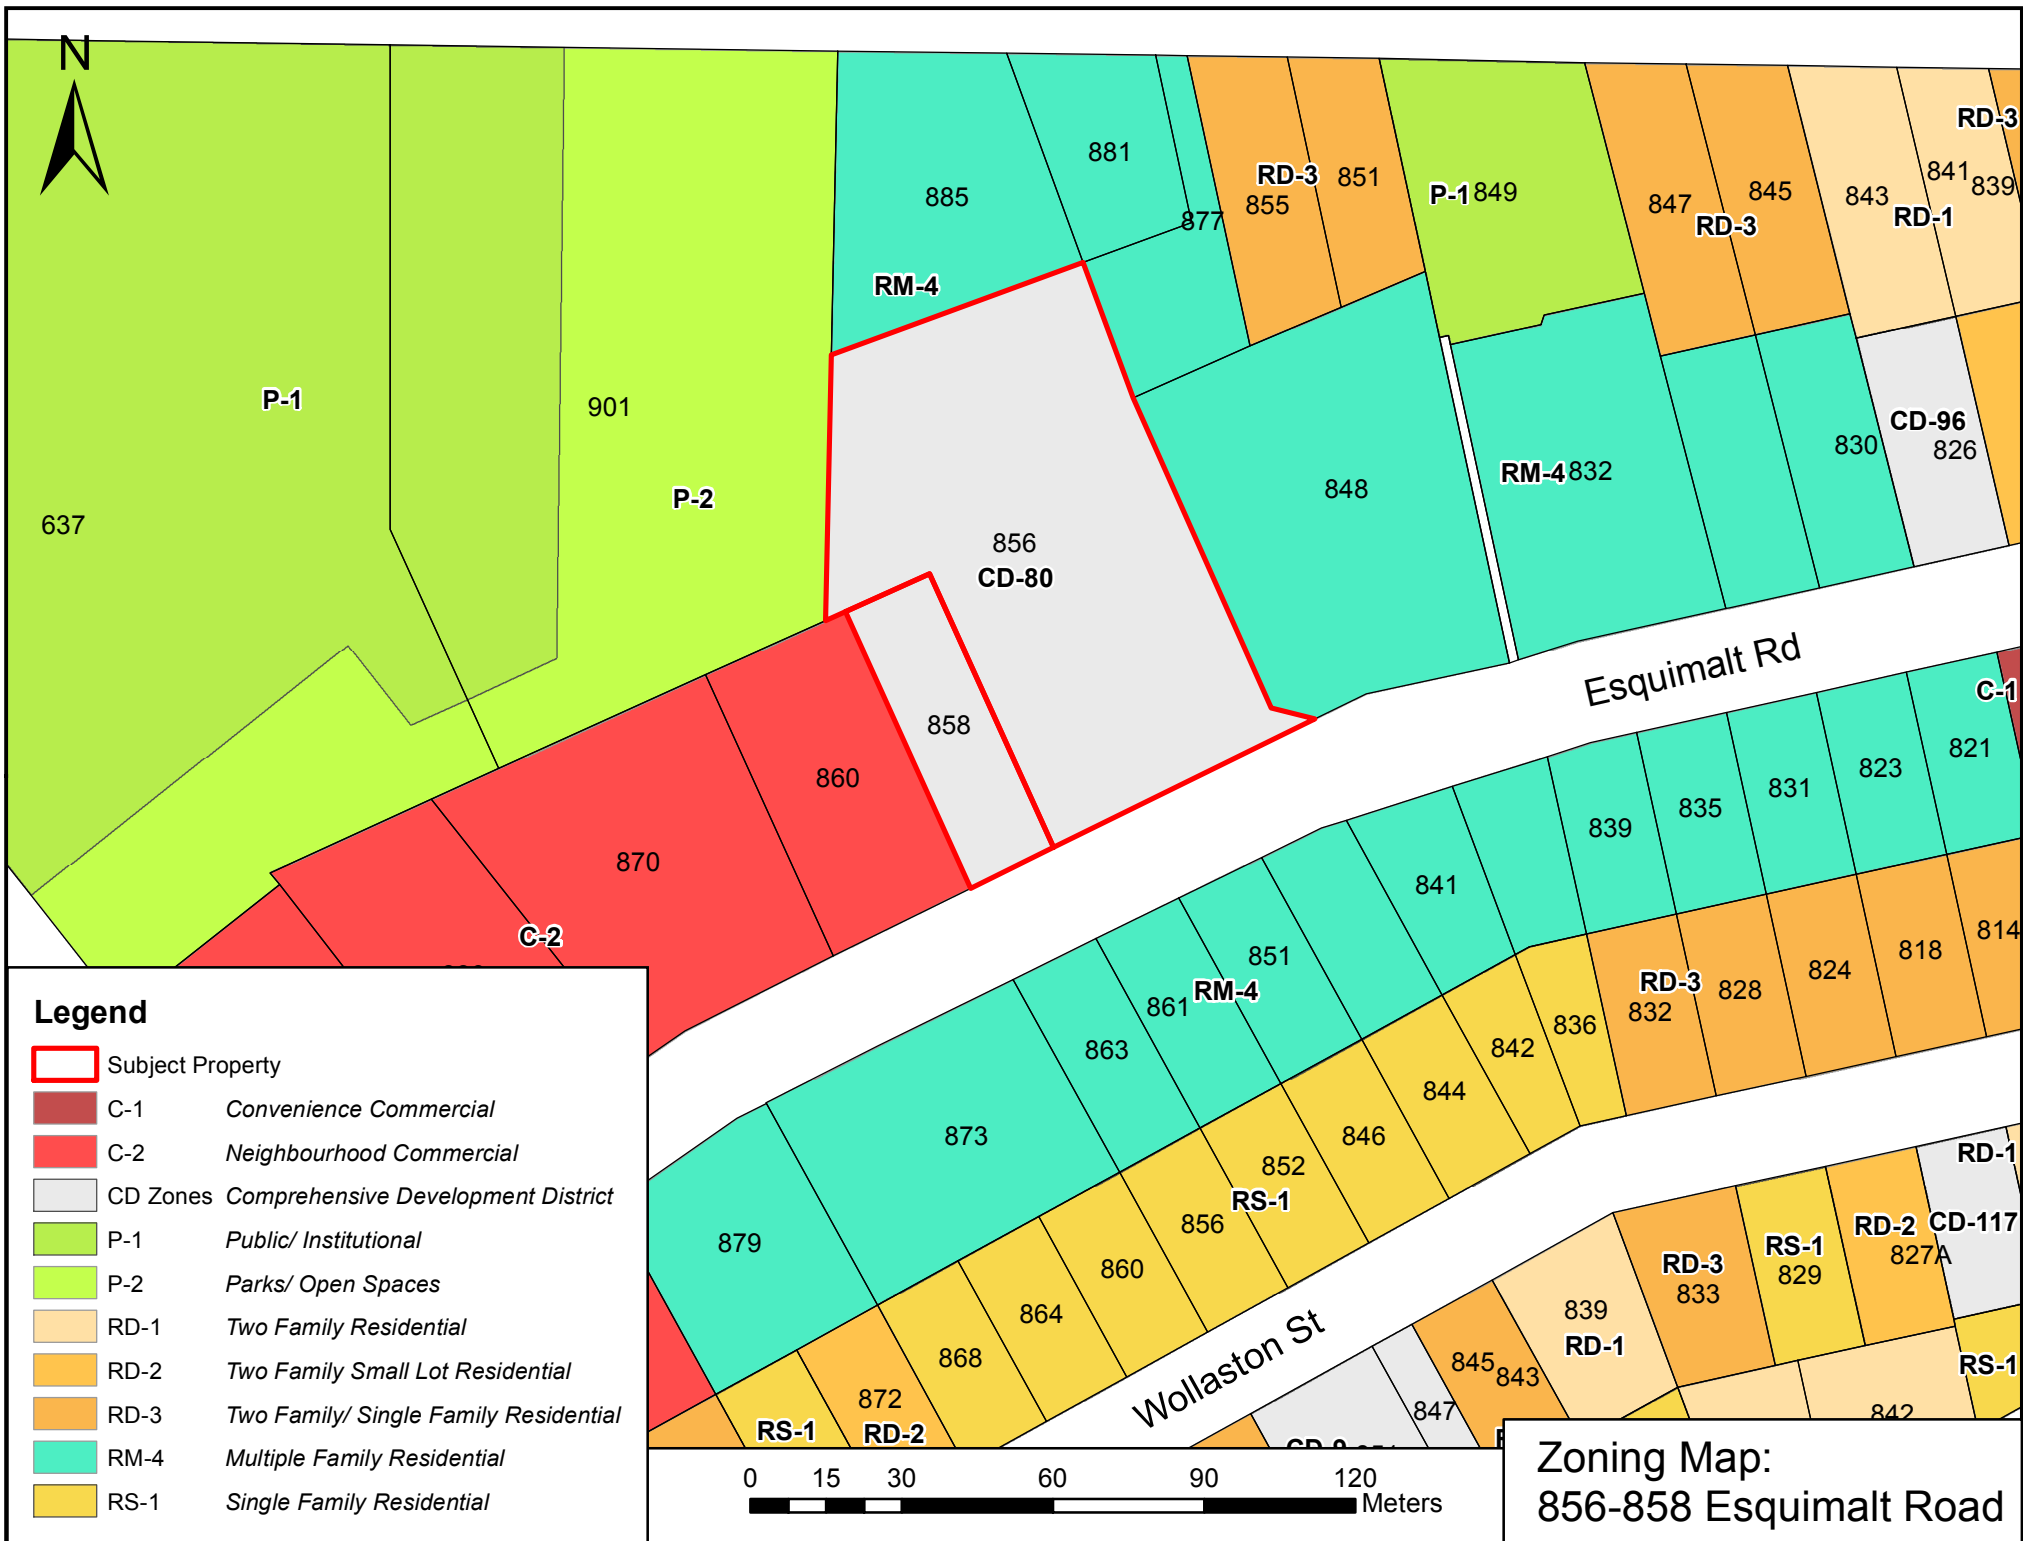 N
RD-3
881
841
RD-3
851
839
885
855
P-1 849
847
845
843
RD-1
877
RD-3
RM-4
P-1
901
CD-96
830
826
RM-4 832
848
P-2
637
856
CD-80
Esquimalt Rd
C-1
858
821
823
860
831
835
839
870
841
C-2
814
851
818
824
RM-4
RD-3
828
861
832
836
863
842
844
873
846
852
RD-1
RS-1
856
CD-117
RD-2
879
RS-1
827A
860
RD-3
829
833
864
839
RD-1
868
Wollaston St
845
RS-1
843
872
847
842
RS-1
RD-2
Legend
Subject Property
C-1 Convenience Commercial
C-2 Neighbourhood Commercial
CD Zones Comprehensive Development District
P-1 Public/ Institutional
P-2 Parks/ Open Spaces
RD-1 Two Family Residential
RD-2 Two Family Small Lot Residential
RD-3 Two Family/ Single Family Residential
RM-4 Multiple Family Residential
RS-1 Single Family Residential
0 15 30 60 90 120
Meters
Zoning Map:
856-858 Esquimalt Road